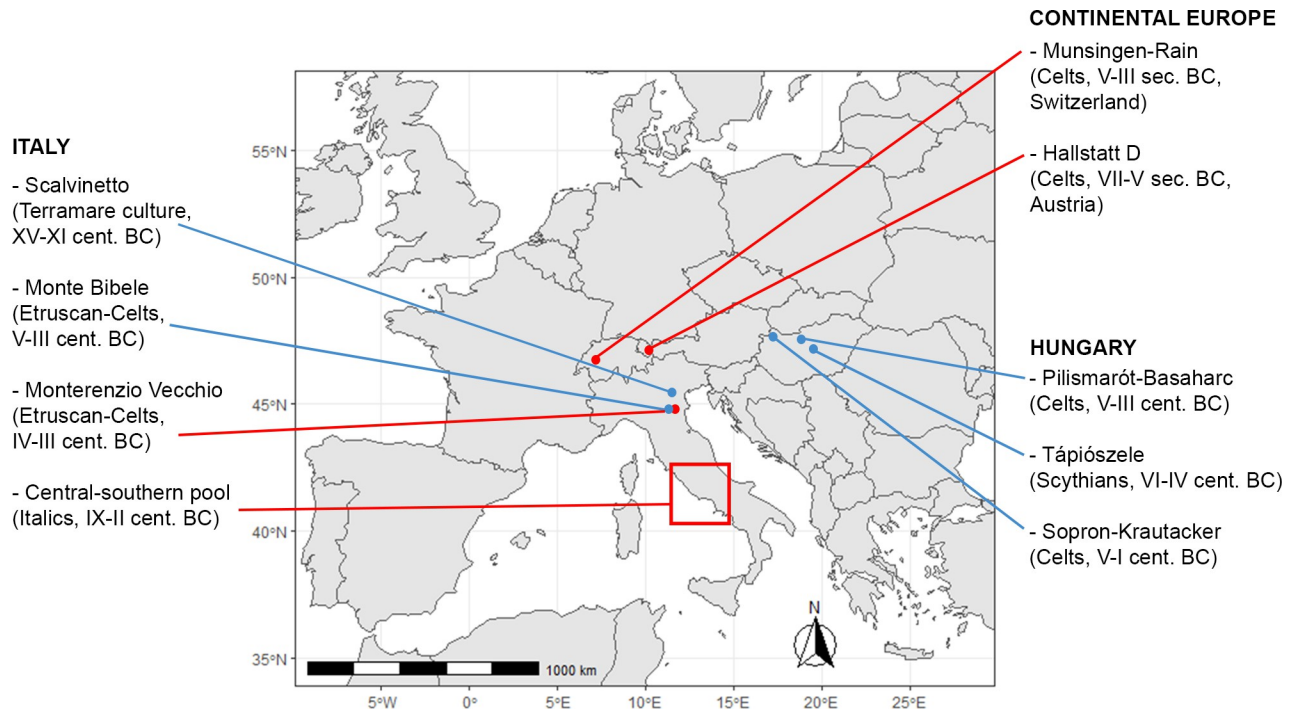 ITALY
- Scalvinetto
(Terramare culture,
XV-XI cent. BC)
- Monte Bibele
(Etruscan-Celts,
V-III cent. BC)
- Monterenzio Vecchio
(Etruscan-Celts,
IV-III cent. BC)
- Central-southern pool
(Italics, IX-II cent. BC)
55°N
50°N
45°N
40°N
35°N
5°W
0°
5°E
10°E
15°E
20°E
25°E
1000 km
N
CONTINENTAL EUROPE
- Munsingen-Rain
(Celts, V-III sec. BC,
Switzerland)
- Hallstatt D
(Celts, VII-V sec. BC,
Austria)
HUNGARY
- Pilismarót-Basaharc
(Celts, V-III cent. BC)
- Tápiószele
(Scythians, VI-IV cent. BC)
- Sopron-Krautacker
(Celts, V-I cent. BC)